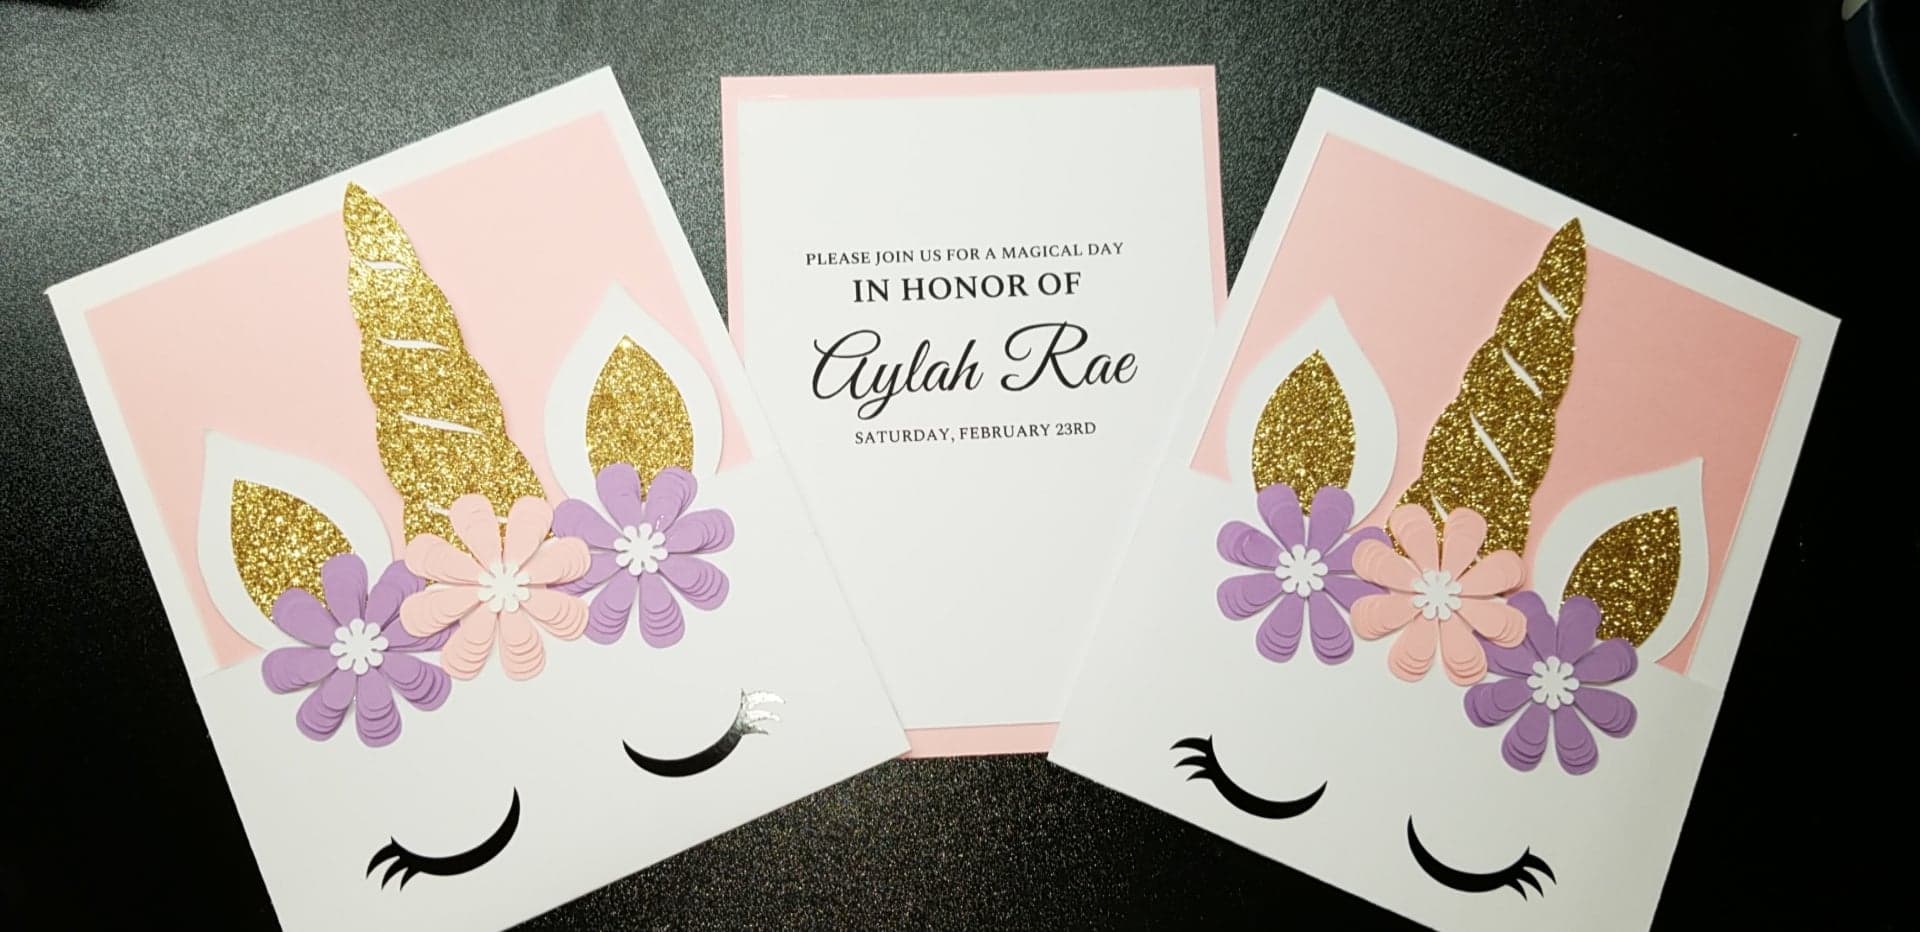 PLEASE JOIN US FOR A MAGICAL DAY
IN HONOR OF
Aylah Rae
SATURDAY, FEBRUARY 23RD